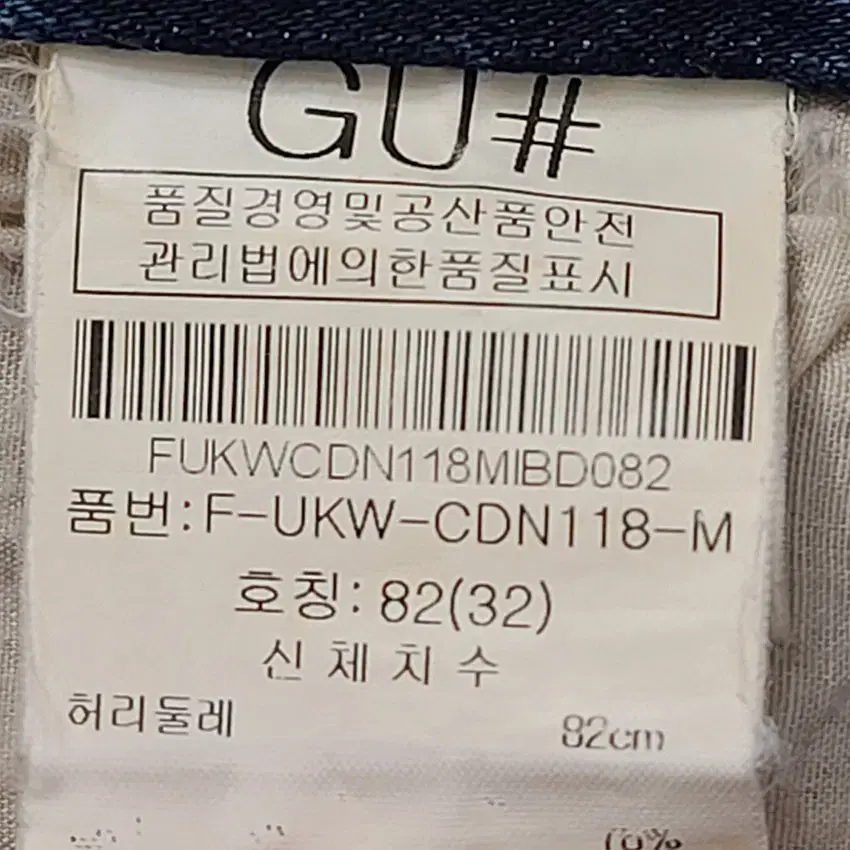 GU#
품질경영및공산품안전
관리법에의한품질표시
FUKWCDN118MIBD082
품번:F-UKW-CDN118-M
호칭: 82(32)
신 체 치 수
허리둘레 82cm